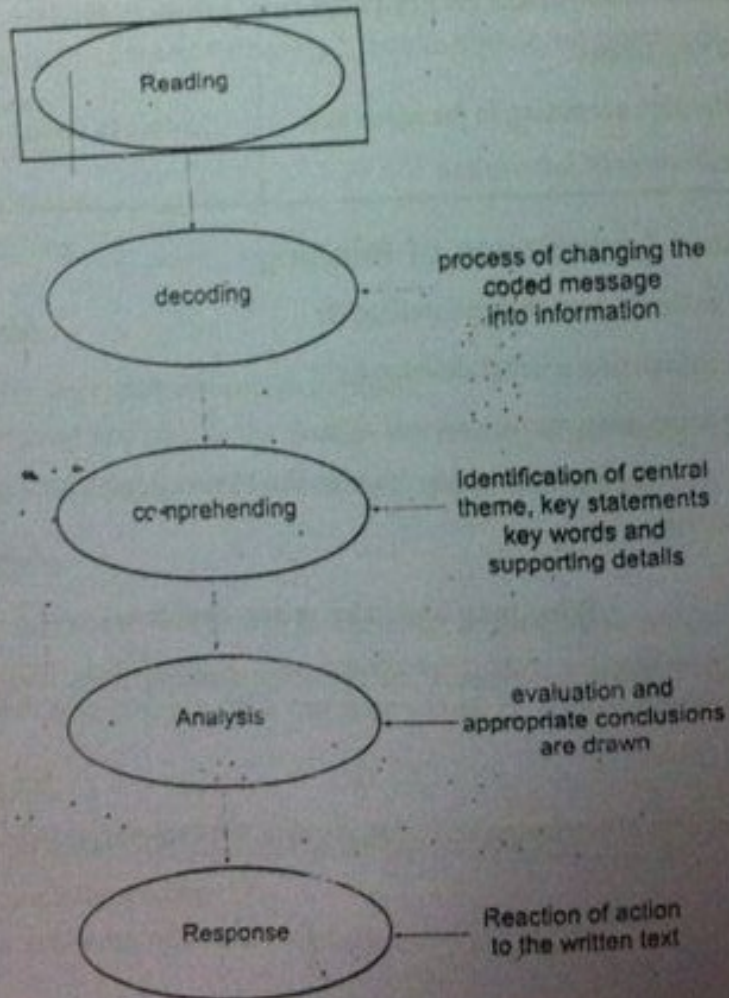 Reading
decoding
process of changing the
coded message
into information
comprehending
identification of central
theme, key statements
key words and
supporting details
Analysis
evaluation and
appropriate conclusions
are drawn
Response
Reaction of action
to the written text